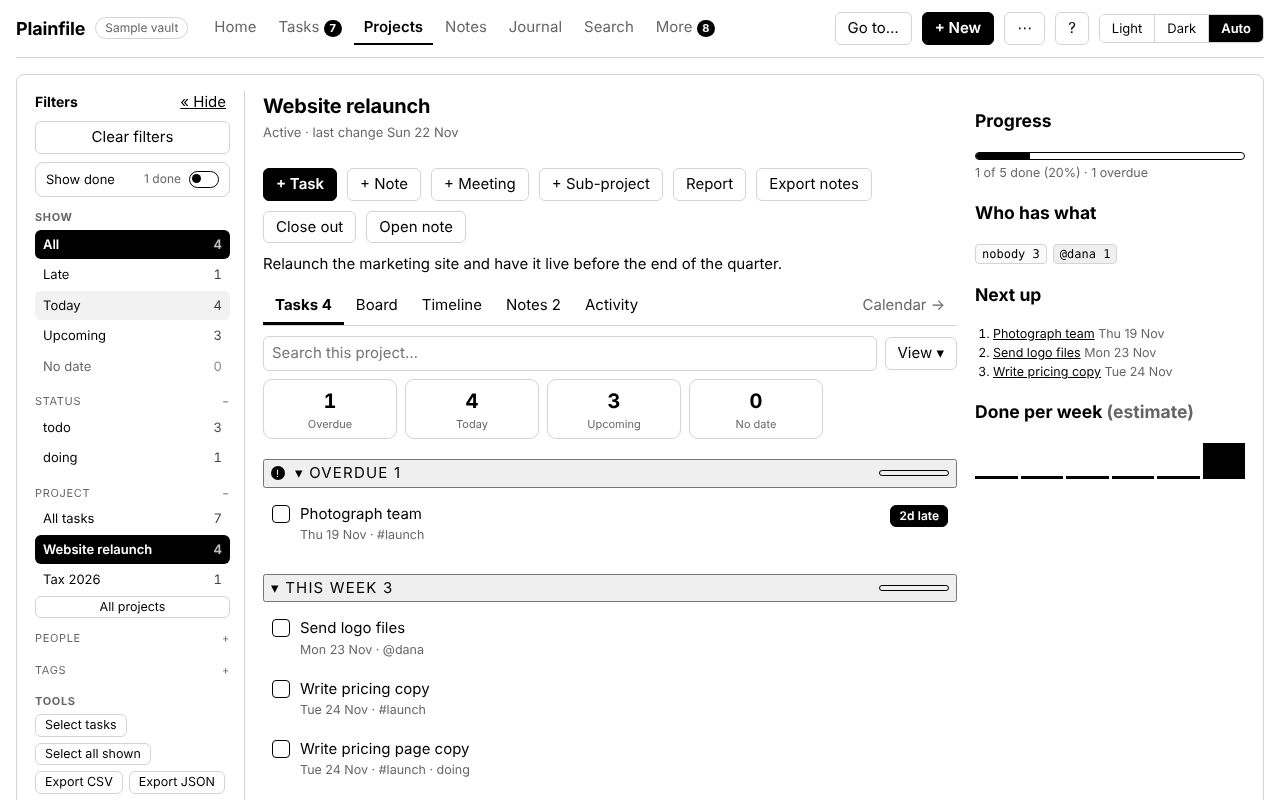 Plainfile Sample vault Home Tasks 7 Projects Notes Journal Search More 8 Go to... + New ... ? Light Dark Auto
Filters « Hide
Clear filters
Show done 1 done
SHOW
All 4
Late 1
Today 4
Upcoming 3
No date 0
STATUS −
todo 3
doing 1
PROJECT −
All tasks 7
Website relaunch 4
Tax 2026 1
All projects
PEOPLE +
TAGS +
TOOLS
Select tasks
Select all shown
Export CSV Export JSON
Website relaunch
Active · last change Sun 22 Nov
+ Task + Note + Meeting + Sub-project Report Export notes
Close out Open note
Relaunch the marketing site and have it live before the end of the quarter.
Tasks 4 Board Timeline Notes 2 Activity Calendar →
Search this project... View ▾
1 4 3 0
Overdue Today Upcoming No date
! ▾ OVERDUE 1
Photograph team 2d late
Thu 19 Nov · #launch
▾ THIS WEEK 3
Send logo files
Mon 23 Nov · @dana
Write pricing copy
Tue 24 Nov · #launch
Write pricing page copy
Tue 24 Nov · #launch · doing
Progress
1 of 5 done (20%) · 1 overdue
Who has what
nobody 3 @dana 1
Next up
1. Photograph team Thu 19 Nov
2. Send logo files Mon 23 Nov
3. Write pricing copy Tue 24 Nov
Done per week (estimate)